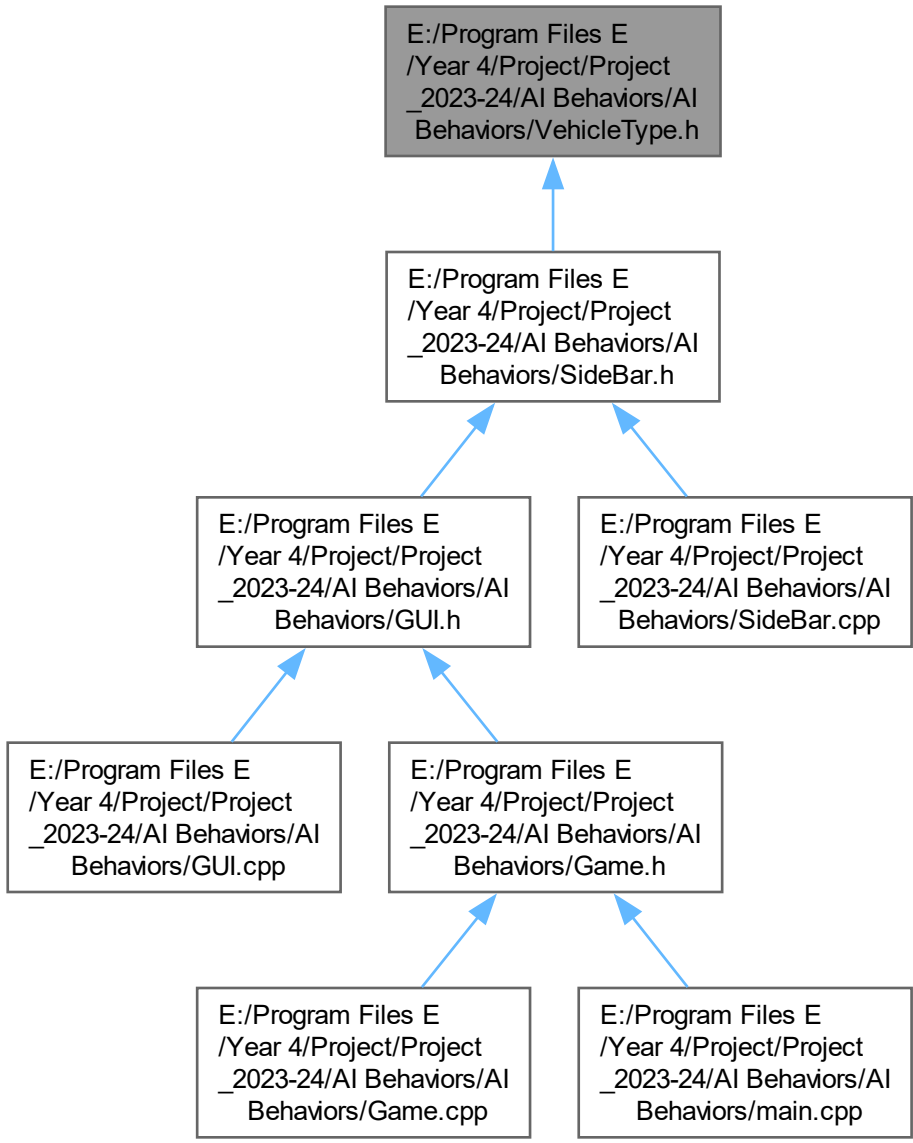 E:/Program Files E
/Year 4/Project/Project
_2023-24/AI Behaviors/AI
Behaviors/VehicleType.h
E:/Program Files E
/Year 4/Project/Project
_2023-24/AI Behaviors/AI
Behaviors/SideBar.h
E:/Program Files E
/Year 4/Project/Project
_2023-24/AI Behaviors/AI
Behaviors/GUI.h
E:/Program Files E
/Year 4/Project/Project
_2023-24/AI Behaviors/AI
Behaviors/SideBar.cpp
E:/Program Files E
/Year 4/Project/Project
_2023-24/AI Behaviors/AI
Behaviors/GUI.cpp
E:/Program Files E
/Year 4/Project/Project
_2023-24/AI Behaviors/AI
Behaviors/Game.h
E:/Program Files E
/Year 4/Project/Project
_2023-24/AI Behaviors/AI
Behaviors/Game.cpp
E:/Program Files E
/Year 4/Project/Project
_2023-24/AI Behaviors/AI
Behaviors/main.cpp